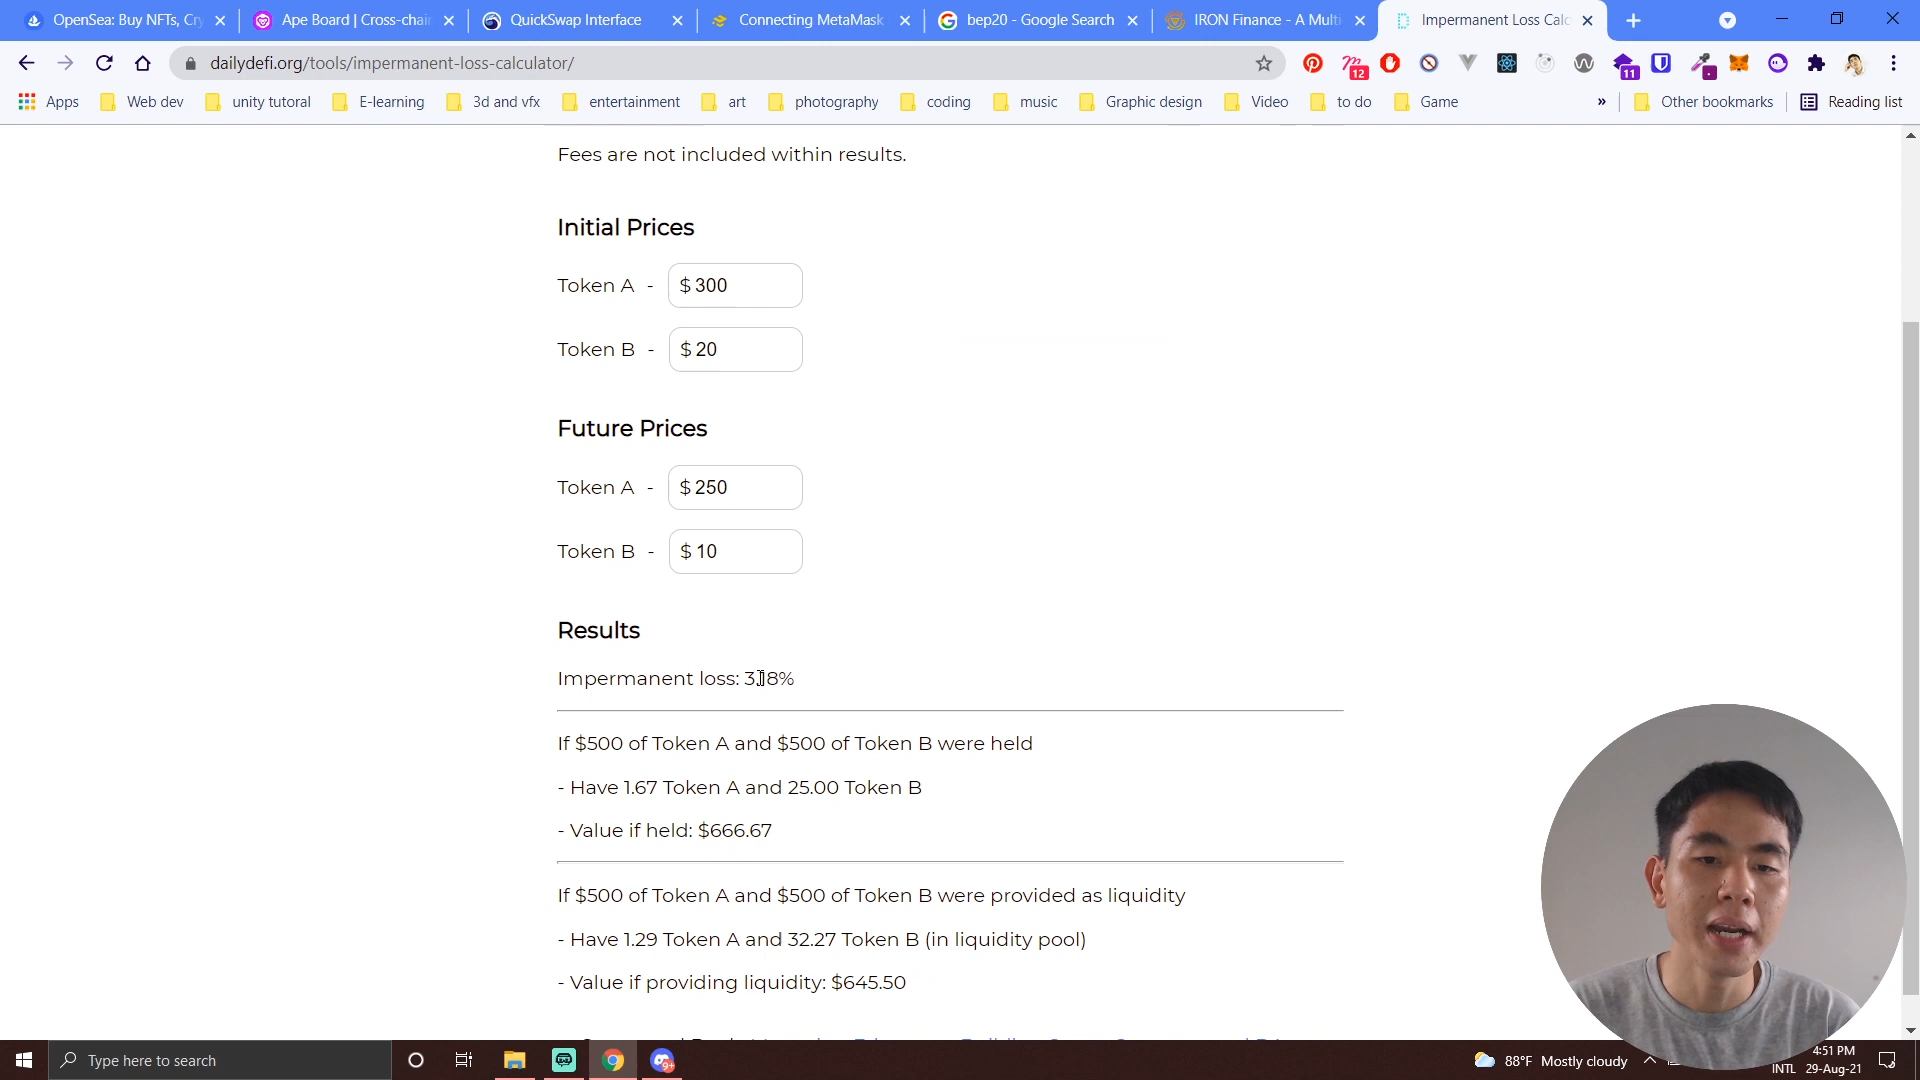 OpenSea: Buy NFTs, Cry
Ape Board | Cross-chain
QuickSwap Interface
Connecting MetaMask
bep20 - Google Search
IRON Finance - A Multi
Impermanent Loss Calc
dailydefi.org/tools/impermanent-loss-calculator/
12
11
Apps
Web dev
unity tutorial
E-learning
3d and vfx
entertainment
art
photography
coding
music
Graphic design
Video
to do
Game
»
Other bookmarks
Reading list
Fees are not included within results.
Initial Prices
Token A - $ 300
Token B - $ 20
Future Prices
Token A - $ 250
Token B - $ 10
Results
Impermanent loss: 3.18%
If $500 of Token A and $500 of Token B were held
- Have 1.67 Token A and 25.00 Token B
- Value if held: $666.67
If $500 of Token A and $500 of Token B were provided as liquidity
- Have 1.29 Token A and 32.27 Token B (in liquidity pool)
- Value if providing liquidity: $645.50
Type here to search
9+
88°F Mostly cloudy
INTL
4:51 PM
29-Aug-21